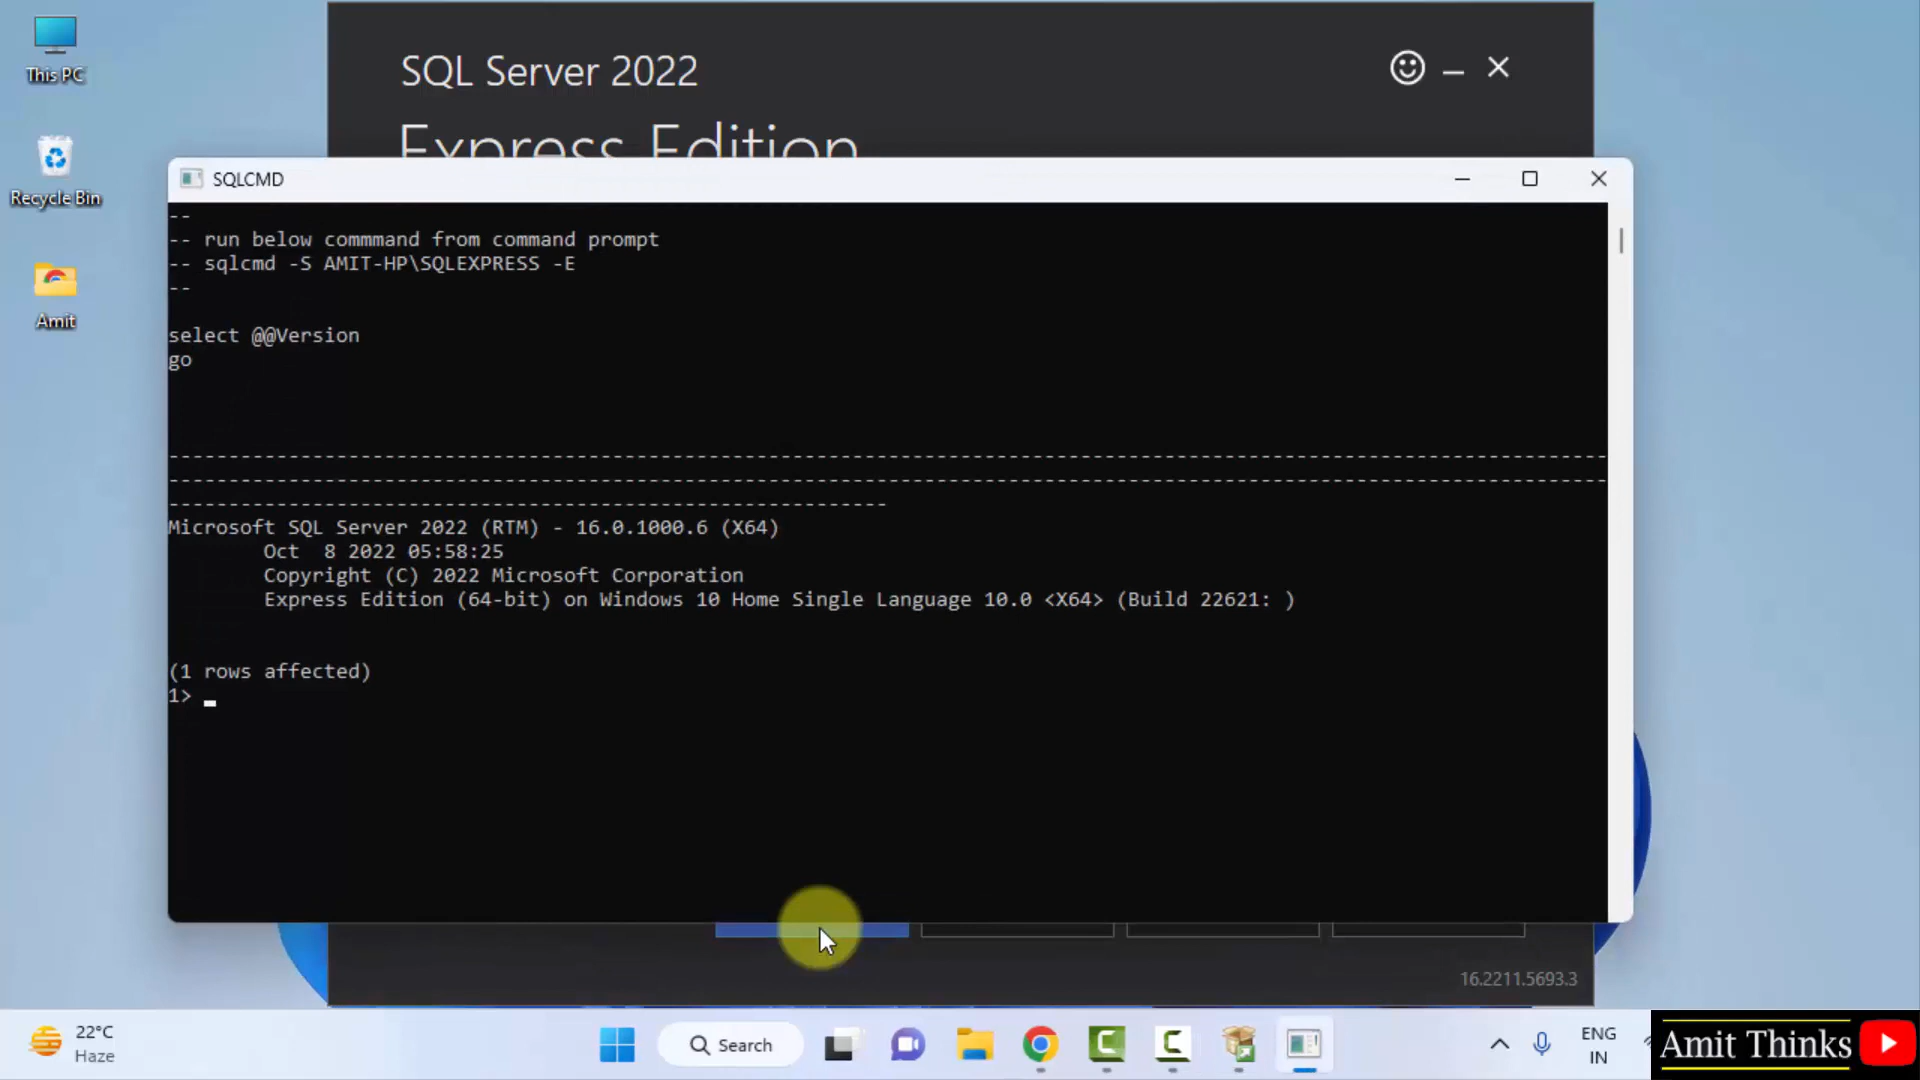 This PC
Recycle Bin
Amit
SQL Server 2022
Express Edition
SQLCMD
--
-- run below commmand from command prompt
-- sqlcmd -S AMIT-HP\SQLEXPRESS -E
--
select @@Version
go
------------------------------------------------------------------------------------------------------------------------
------------------------------------------------------------------------------------------------------------------------
------------------------------------------------------------
Microsoft SQL Server 2022 (RTM) - 16.0.1000.6 (X64)
Oct  8 2022 05:58:25
Copyright (C) 2022 Microsoft Corporation
Express Edition (64-bit) on Windows 10 Home Single Language 10.0 <X64> (Build 22621: )
(1 rows affected)
1>
16.2211.5693.3
22°C
Haze
Search
ENG
IN
Amit Thinks